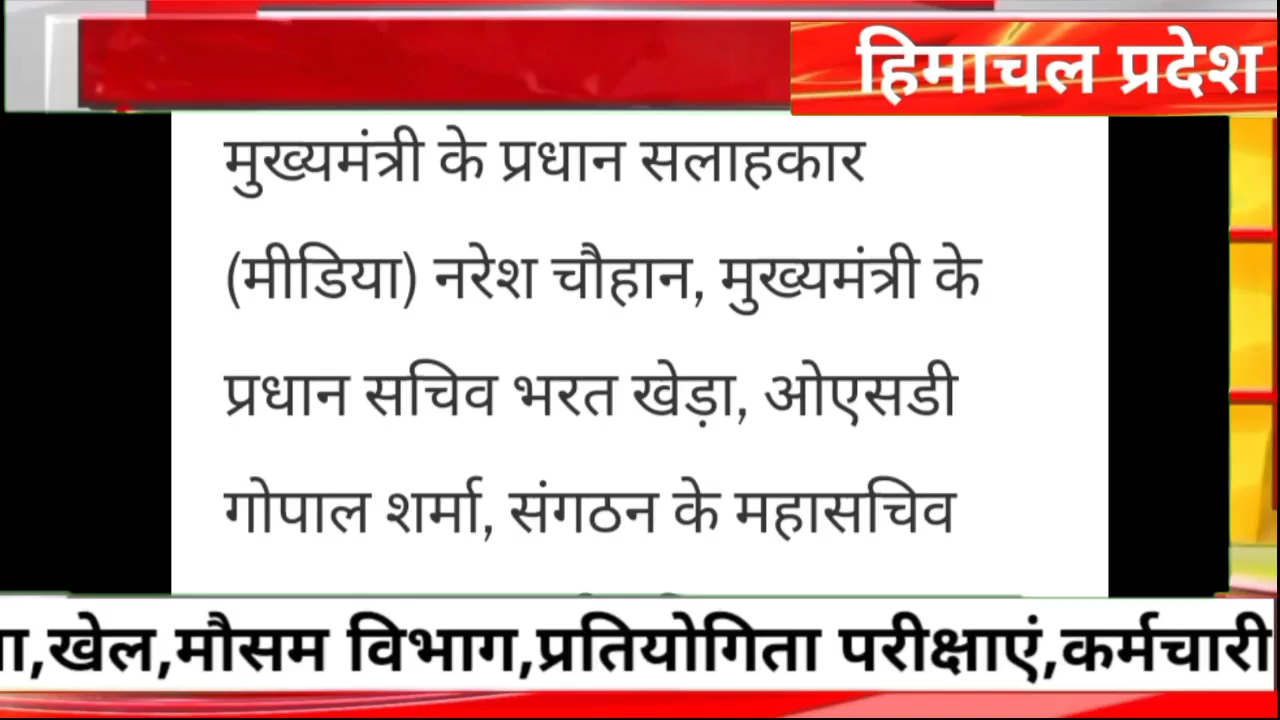 हिमाचल प्रदेश
मुख्यमंत्री के प्रधान सलाहकार
(मीडिया) नरेश चौहान, मुख्यमंत्री के
प्रधान सचिव भरत खेड़ा, ओएसडी
गोपाल शर्मा, संगठन के महासचिव
,खेल,मौसम विभाग,प्रतियोगिता परीक्षाएं,कर्मचारी